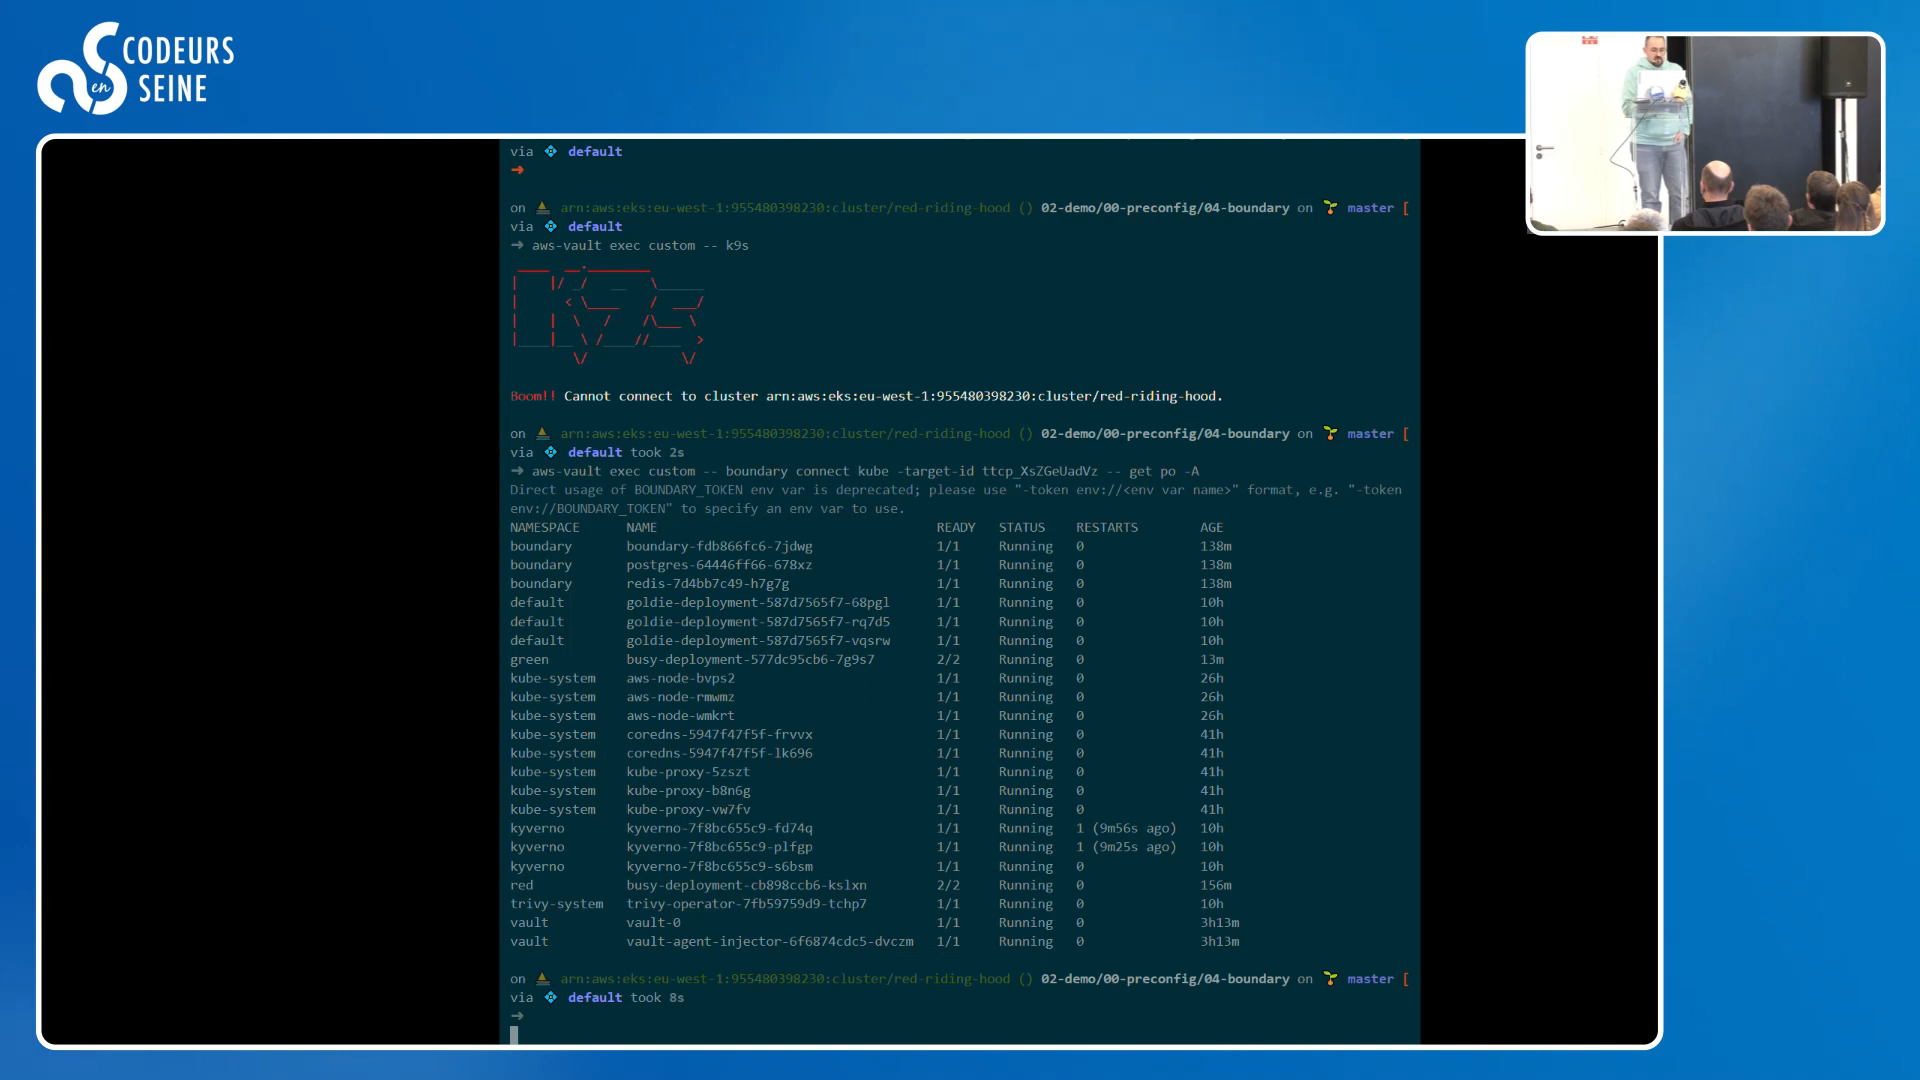 CODEURS
en
SEINE
via default
➜
on arn:aws:eks:eu-west-1:955480398230:cluster/red-riding-hood () 02-demo/00-preconfig/04-boundary on master [
via default
➜ aws-vault exec custom -- k9s
 ____  __.________
|    |/ _/   __   \______
|      < \____    /  ___/
|    |  \   /    /\___ \
|____|__ \ /____//____  >
        \/            \/
Boom!! Cannot connect to cluster arn:aws:eks:eu-west-1:955480398230:cluster/red-riding-hood.
on arn:aws:eks:eu-west-1:955480398230:cluster/red-riding-hood () 02-demo/00-preconfig/04-boundary on master [
via default took 2s
➜ aws-vault exec custom -- boundary connect kube -target-id ttcp_XsZGeUadVz -- get po -A
Direct usage of BOUNDARY_TOKEN env var is deprecated; please use "-token env://<env var name>" format, e.g. "-token
env://BOUNDARY_TOKEN" to specify an env var to use.
NAMESPACE NAME READY STATUS RESTARTS AGE
boundary boundary-fdb866fc6-7jdwg 1/1 Running 0 138m
boundary postgres-64446ff66-678xz 1/1 Running 0 138m
boundary redis-7d4bb7c49-h7g7g 1/1 Running 0 138m
default goldie-deployment-587d7565f7-68pgl 1/1 Running 0 10h
default goldie-deployment-587d7565f7-rq7d5 1/1 Running 0 10h
default goldie-deployment-587d7565f7-vqsrw 1/1 Running 0 10h
green busy-deployment-577dc95cb6-7g9s7 2/2 Running 0 13m
kube-system aws-node-bvps2 1/1 Running 0 26h
kube-system aws-node-rmwmz 1/1 Running 0 26h
kube-system aws-node-wmkrt 1/1 Running 0 26h
kube-system coredns-5947f47f5f-frvvx 1/1 Running 0 41h
kube-system coredns-5947f47f5f-lk696 1/1 Running 0 41h
kube-system kube-proxy-5zszt 1/1 Running 0 41h
kube-system kube-proxy-b8n6g 1/1 Running 0 41h
kube-system kube-proxy-vw7fv 1/1 Running 0 41h
kyverno kyverno-7f8bc655c9-fd74q 1/1 Running 1 (9m56s ago) 10h
kyverno kyverno-7f8bc655c9-plfgp 1/1 Running 1 (9m25s ago) 10h
kyverno kyverno-7f8bc655c9-s6bsm 1/1 Running 0 10h
red busy-deployment-cb898ccb6-kslxn 2/2 Running 0 156m
trivy-system trivy-operator-7fb59759d9-tchp7 1/1 Running 0 10h
vault vault-0 1/1 Running 0 3h13m
vault vault-agent-injector-6f6874cdc5-dvczm 1/1 Running 0 3h13m
on arn:aws:eks:eu-west-1:955480398230:cluster/red-riding-hood () 02-demo/00-preconfig/04-boundary on master [
via default took 8s
➜